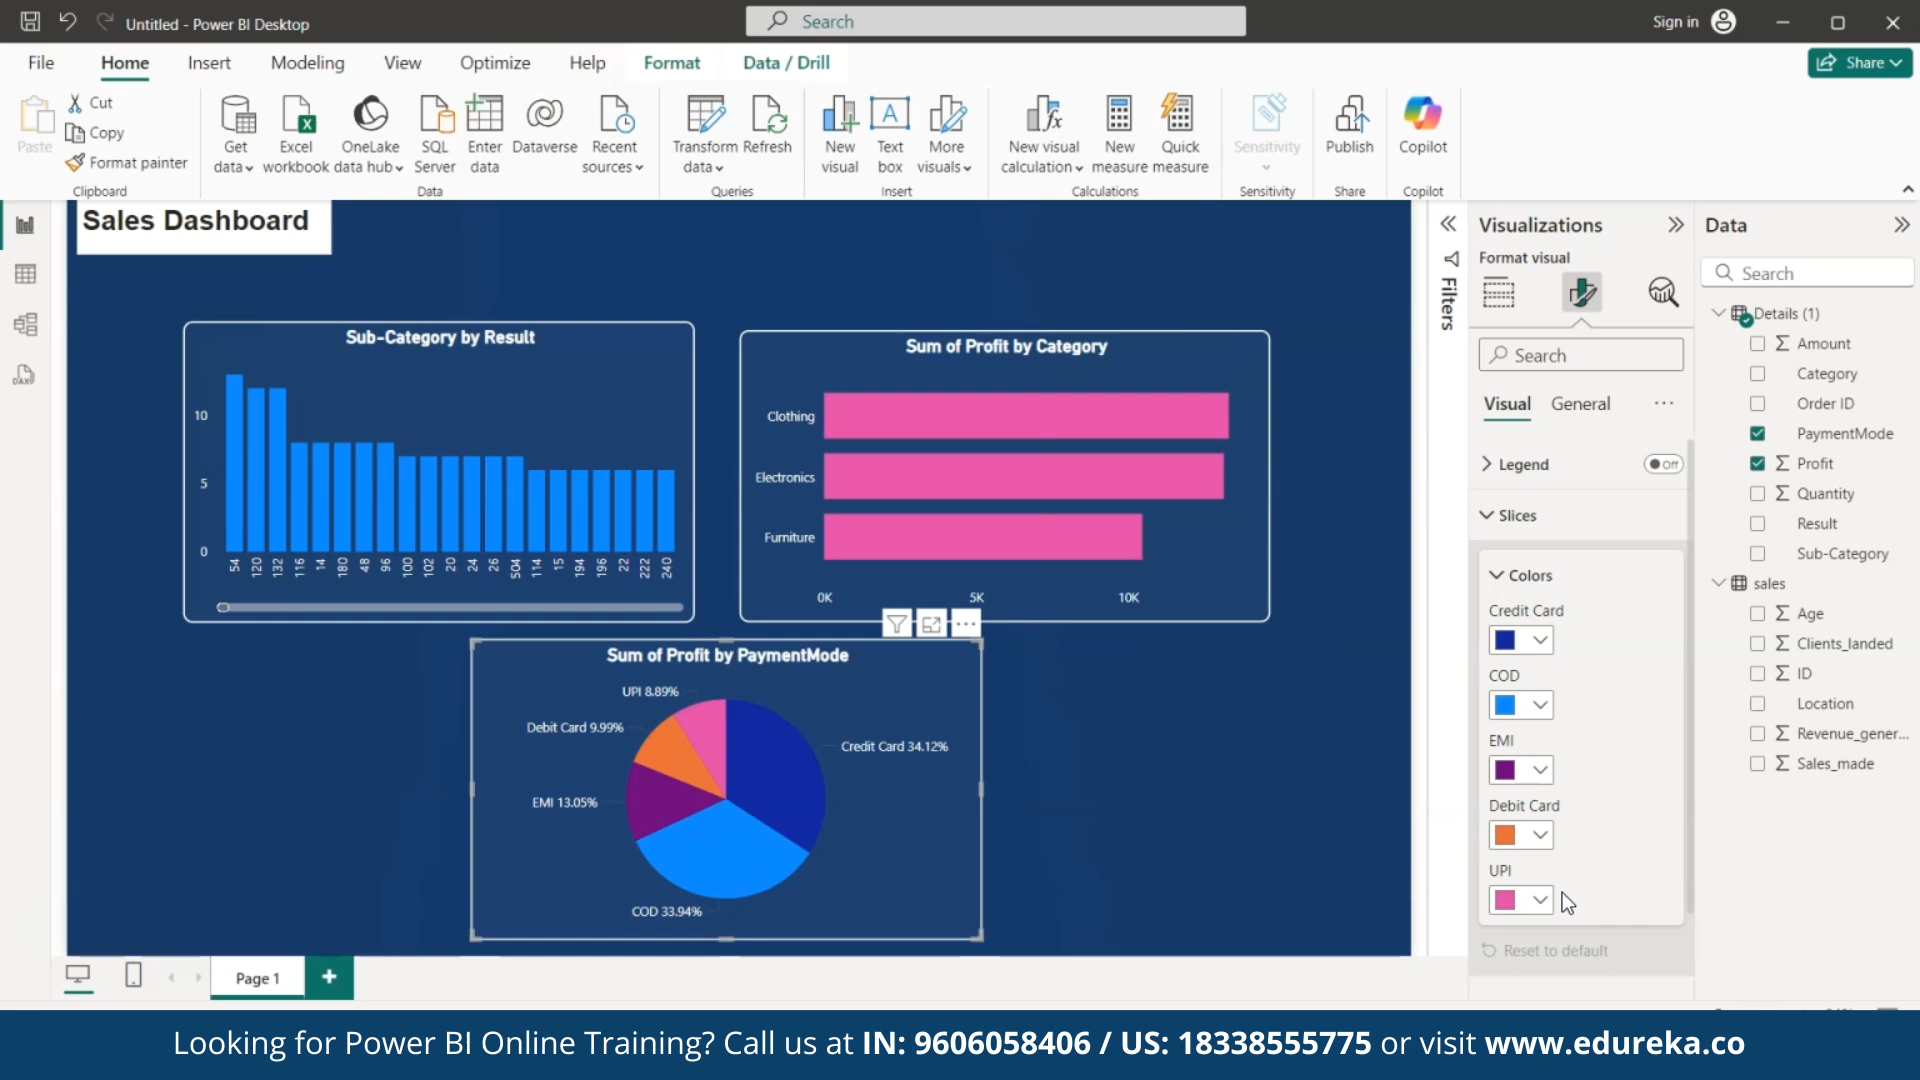 Untitled - Power BI Desktop
Search
Sign in
File
Home
Insert
Modeling
View
Optimize
Help
Format
Data / Drill
Share
Paste
Cut
Copy
Format painter
Clipboard
Get data
Excel workbook
OneLake data hub
SQL Server
Enter data
Dataverse
Recent sources
Data
Transform data
Refresh
Queries
New visual
Text box
More visuals
Insert
New visual calculation
New measure
Quick measure
Calculations
Sensitivity
Sensitivity
Publish
Share
Copilot
Copilot
Sales Dashboard
Sub-Category by Result
10
5
0
54 120 132 116 14 180 48 96 100 102 20 24 26 504 114 15 194 196 22 222 240
Sum of Profit by Category
Clothing
Electronics
Furniture
0K 5K 10K
Sum of Profit by PaymentMode
UPI 8.89%
Debit Card 9.99%
Credit Card 34.12%
EMI 13.05%
COD 33.94%
Filters
Visualizations
Format visual
Search
Visual
General
Legend
Off
Slices
Colors
Credit Card
COD
EMI
Debit Card
UPI
Reset to default
Data
Search
Details (1)
Amount
Category
Order ID
PaymentMode
Profit
Quantity
Result
Sub-Category
sales
Age
Clients_landed
ID
Location
Revenue_gener...
Sales_made
Page 1
Looking for Power BI Online Training? Call us at IN: 9606058406 / US: 18338555775 or visit www.edureka.co